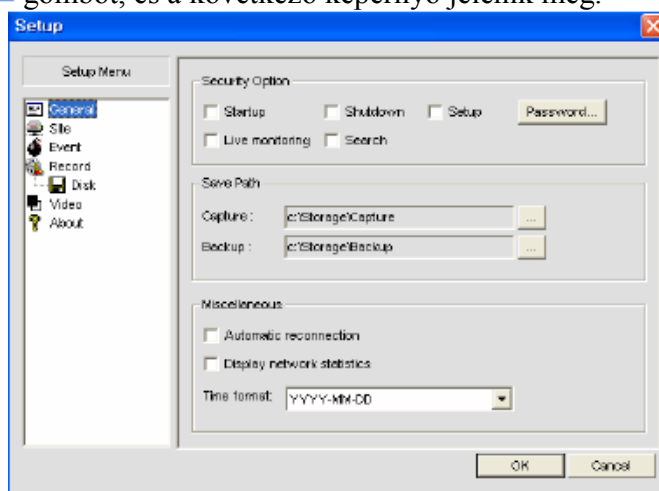 gombot, és a következő képernyő jelenik meg:
Setup
Setup Menu
General
Site
Event
Record
Disk
Video
About
Security Option
Startup Shutdown Setup Password...
Live monitoring Search
Save Path
Capture : c:\Storage\Capture ...
Backup : c:\Storage\Backup ...
Miscellaneous
Automatic reconnection
Display network statistics
Time format: YYYY-MM-DD
OK Cancel